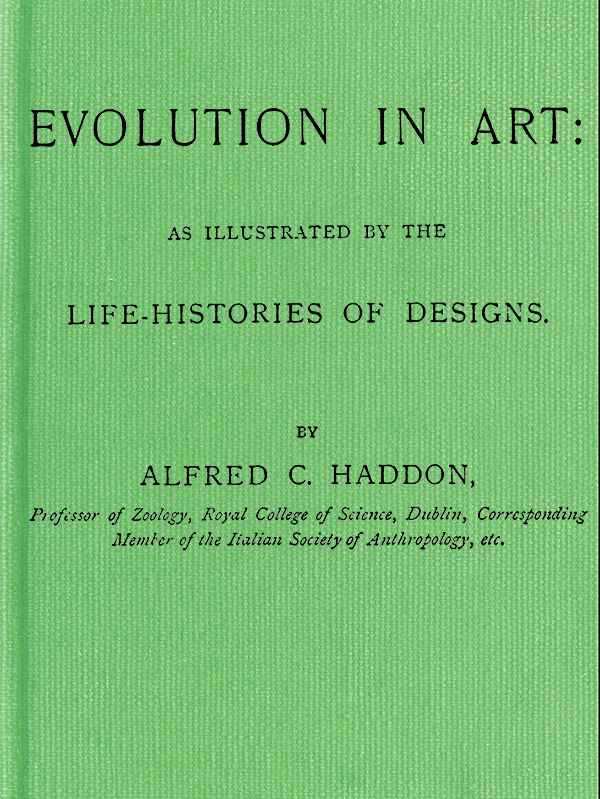 EVOLUTION IN ART:
AS ILLUSTRATED BY THE
LIFE-HISTORIES OF DESIGNS.
BY
ALFRED C. HADDON,
Professor of Zoology, Royal College of Science, Dublin, Corresponding
Member of the Italian Society of Anthropology, etc.